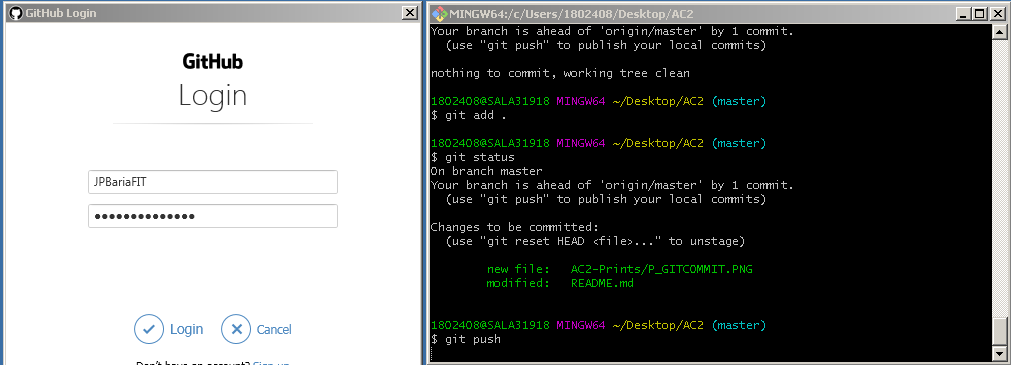 GitHub Login
GitHub
Login
JPBariaFIT
Login
Cancel
Don't have an account? Sign up
MINGW64:/c/Users/1802408/Desktop/AC2
Your branch is ahead of 'origin/master' by 1 commit.
(use "git push" to publish your local commits)
nothing to commit, working tree clean
1802408@SALA31918 MINGW64 ~/Desktop/AC2 (master)
$ git add .
1802408@SALA31918 MINGW64 ~/Desktop/AC2 (master)
$ git status
On branch master
Your branch is ahead of 'origin/master' by 1 commit.
(use "git push" to publish your local commits)
Changes to be committed:
(use "git reset HEAD <file>..." to unstage)
new file: AC2-Prints/P_GITCOMMIT.PNG
modified: README.md
1802408@SALA31918 MINGW64 ~/Desktop/AC2 (master)
$ git push